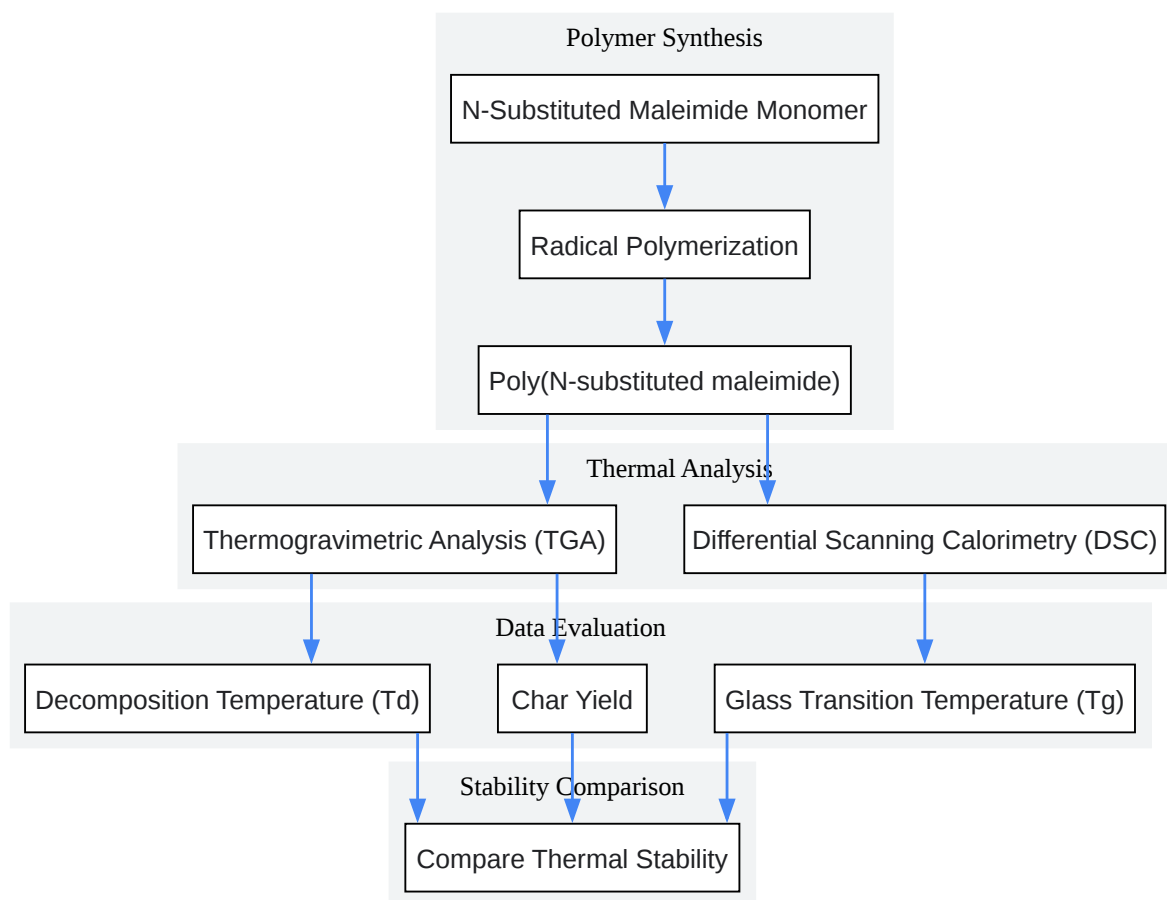 Polymer Synthesis
N-Substituted Maleimide Monomer
Radical Polymerization
Poly(N-substituted maleimide)
Thermal Analysis
Thermogravimetric Analysis (TGA)
Differential Scanning Calorimetry (DSC)
Data Evaluation
Decomposition Temperature (Td)
Char Yield
Glass Transition Temperature (Tg)
Stability Comparison
Compare Thermal Stability